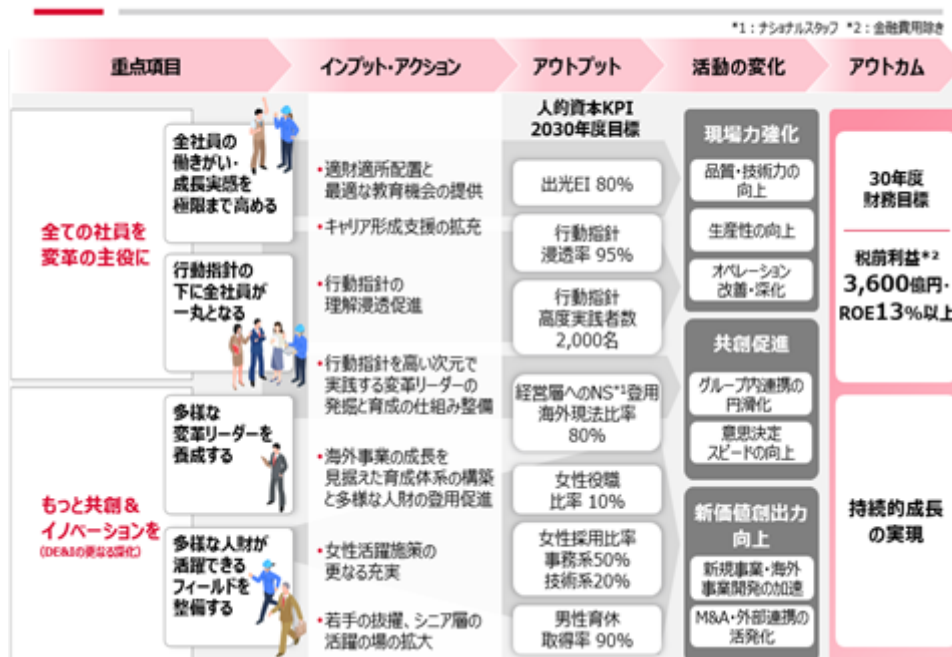 *1：ナショナルスタッフ *2：金融費用除き
重点項目
インプット・アクション
アウトプット
活動の変化
アウトカム
全ての社員を
変革の主役に
もっと共創＆
イノベーションを
(DE&Iの更なる深化)
全社員の
働きがい・
成長実感を
極限まで高める
行動指針の
下に全社員が
一丸となる
多様な
変革リーダーを
養成する
多様な人財が
活躍できる
フィールドを
整備する
•適財適所配置と
最適な教育機会の提供
•キャリア形成支援の拡充
•行動指針の
理解浸透促進
•行動指針を高い次元で
実践する変革リーダーの
発掘と育成の仕組み整備
•海外事業の成長を
見据えた育成体系の構築
と多様な人財の登用促進
•女性活躍施策の
更なる充実
•若手の抜擢、シニア層の
活躍の場の拡大
人的資本KPI
2030年度目標
出光EI 80%
行動指針
浸透率 95%
行動指針
高度実践者数
2,000名
経営層へのNS*1登用
海外現法比率
80%
女性役職
比率 10%
女性採用比率
事務系50%
技術系20%
男性育休
取得率 90%
現場力強化
品質・技術力の
向上
生産性の向上
オペレーション
改善・深化
共創促進
グループ内連携の
円滑化
意思決定
スピードの向上
新価値創出力
向上
新規事業・海外
事業開発の加速
M&A・外部連携の
活発化
30年度
財務目標
税前利益*2
3,600億円・
ROE13%以上
持続的成長
の実現